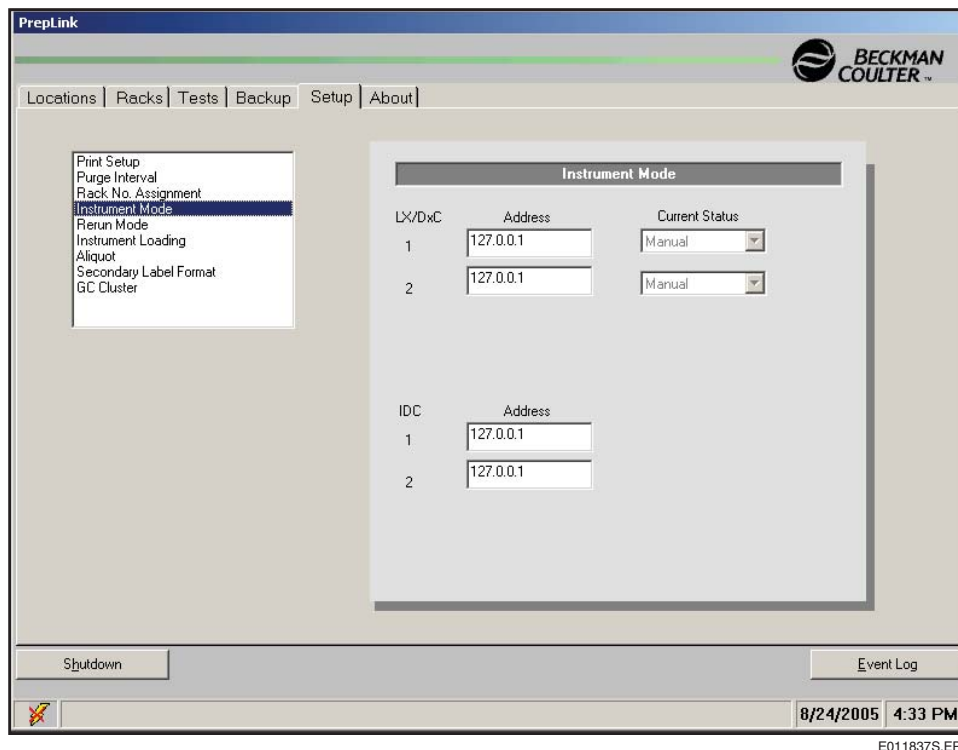 PrepLink
BECKMAN
COULTER ™
Locations Racks Tests Backup Setup About
Print Setup
Purge Interval
Rack No. Assignment
Instrument Mode
Rerun Mode
Instrument Loading
Aliquot
Secondary Label Format
GC Cluster
Instrument Mode
LX/DxC Address Current Status
1 127.0.0.1 Manual
2 127.0.0.1 Manual
IDC Address
1 127.0.0.1
2 127.0.0.1
Shutdown Event Log
8/24/2005 4:33 PM